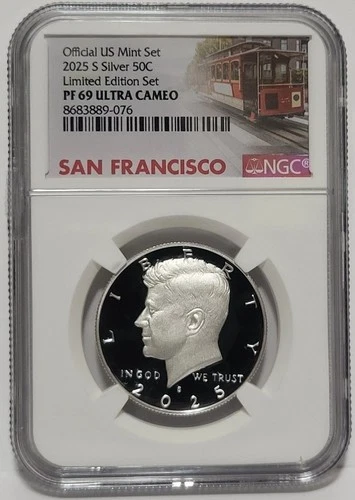 Official US Mint Set
2025 S Silver 50C
Limited Edition Set
PF 69 ULTRA CAMEO
8683889-076
SAN FRANCISCO
NGC®
LIBERTY
IN GOD WE TRUST
S
2025